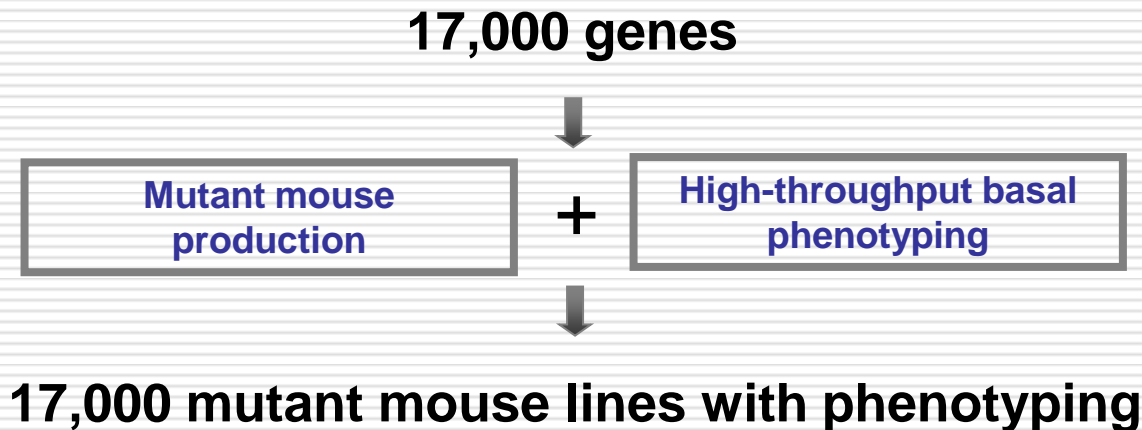 17,000 genes
Mutant mouse
production
+
High-throughput basal
phenotyping
17,000 mutant mouse lines with phenotyping